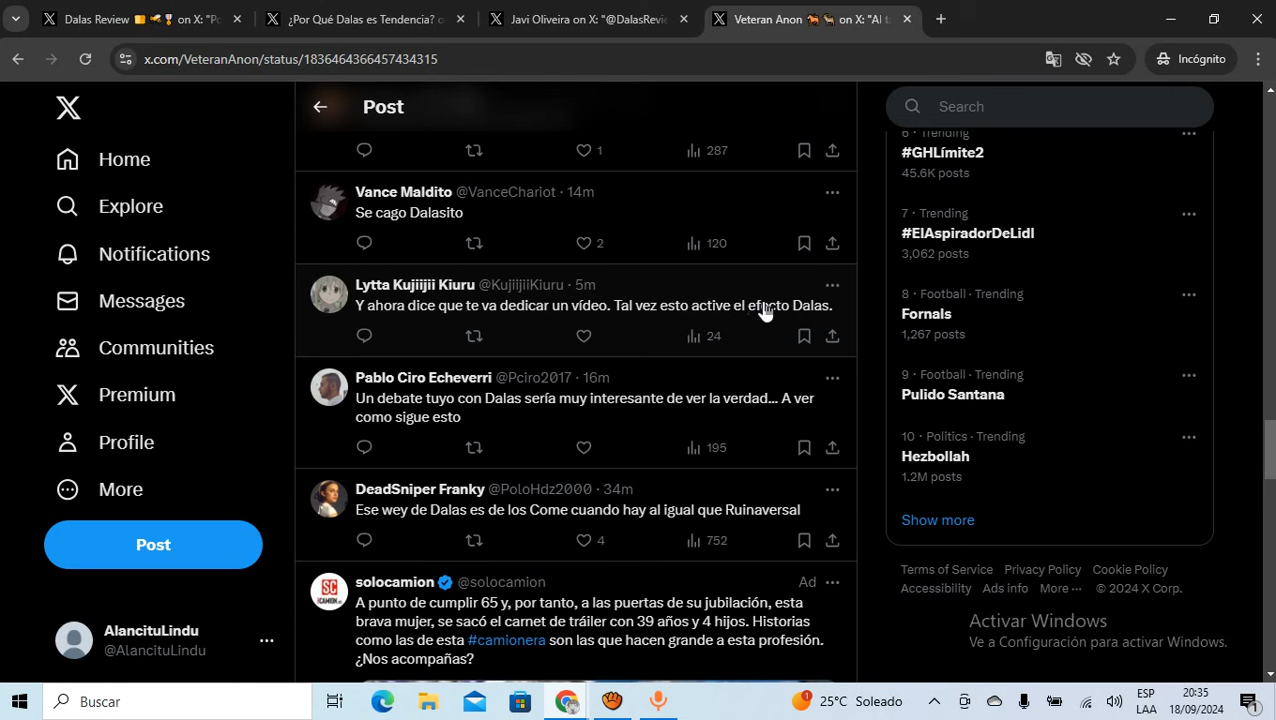 Dalas Review
on X: "Po
¿Por Qué Dalas es Tendencia?
Javi Oliveira on X: "@DalasRevie
Veteran Anon
on X: "Al ta
x.com/VeteranAnon/status/1836464366457434315
Incógnito
Home
Explore
Notifications
Messages
Communities
Premium
Profile
More
Post
AlancituLindu
@AlancituLindu
Post
1
287
Vance Maldito @VanceChariot · 14m
Se cago Dalasito
2
120
Lytta Kujiijii Kiuru @KujiijiiKiuru · 5m
Y ahora dice que te va dedicar un vídeo. Tal vez esto active el efecto Dalas.
24
Pablo Ciro Echeverri @Pciro2017 · 16m
Un debate tuyo con Dalas sería muy interesante de ver la verdad... A ver
como sigue esto
195
DeadSniper Franky @PoloHdz2000 · 34m
Ese wey de Dalas es de los Come cuando hay al igual que Ruinaversal
4
752
solocamion @solocamion
Ad
A punto de cumplir 65 y, por tanto, a las puertas de su jubilación, esta
brava mujer, se sacó el carnet de tráiler con 39 años y 4 hijos. Historias
como las de esta #camionera son las que hacen grande a esta profesión.
¿Nos acompañas?
Search
6 · Trending
#GHLímite2
45.6K posts
7 · Trending
#ElAspiradorDeLidl
3,062 posts
8 · Football · Trending
Fornals
1,267 posts
9 · Football · Trending
Pulido Santana
10 · Politics · Trending
Hezbollah
1.2M posts
Show more
Terms of Service Privacy Policy Cookie Policy
Accessibility Ads info More ··· © 2024 X Corp.
Activar Windows
Ve a Configuración para activar Windows.
Buscar
1
25°C Soleado
ESP
LAA
20:35
18/09/2024
1